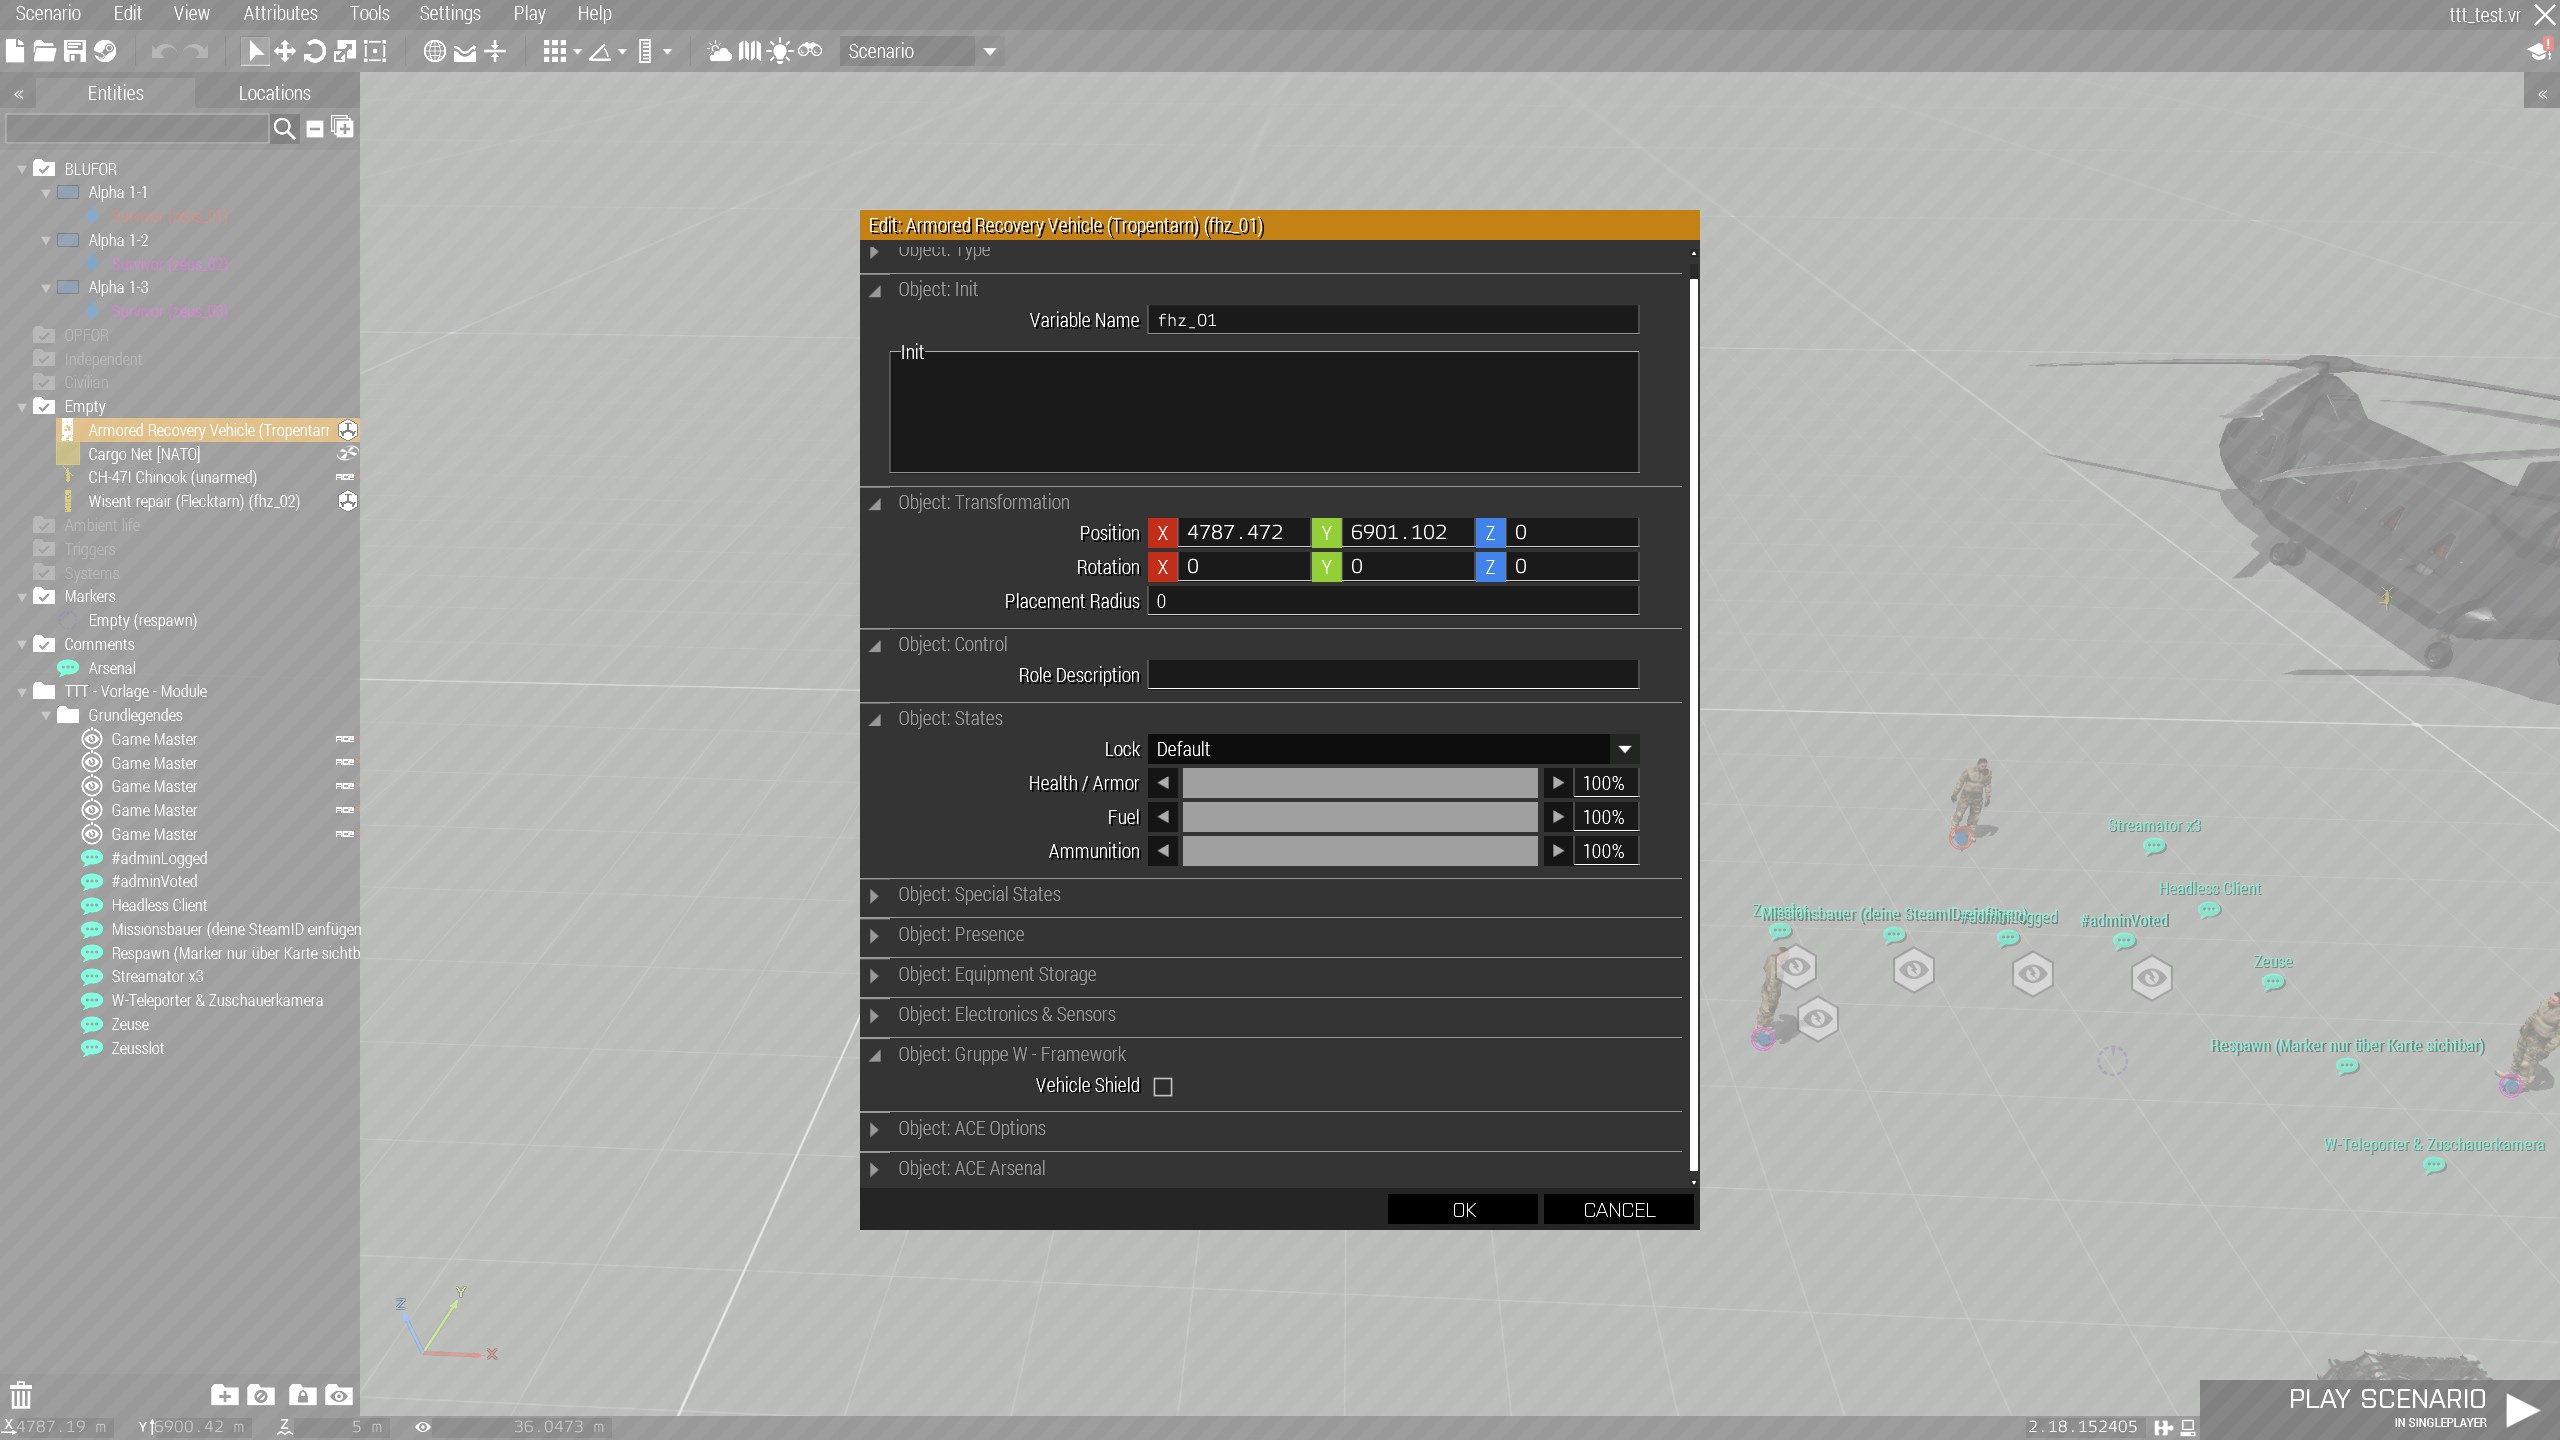 Scenario Edit View Attributes Tools Settings Play Help
ttt_test.vr
Scenario
Entities Locations
BLUFOR
Alpha 1-1
Survivor (zeus_01)
Alpha 1-2
Survivor (zeus_02)
Alpha 1-3
Survivor (zeus_03)
OPFOR
Independent
Civilian
Empty
Armored Recovery Vehicle (Tropentarr
Cargo Net [NATO]
CH-47I Chinook (unarmed)
Wisent repair (Flecktarn) (fhz_02)
Ambient life
Triggers
Systems
Markers
Empty (respawn)
Comments
Arsenal
TTT - Vorlage - Module
Grundlegendes
Game Master
Game Master
Game Master
Game Master
Game Master
#adminLogged
#adminVoted
Headless Client
Missionsbauer (deine SteamID einfügen
Respawn (Marker nur über Karte sichtb
Streamator x3
W-Teleporter & Zuschauerkamera
Zeuse
Zeusslot
Edit: Armored Recovery Vehicle (Tropentarn) (fhz_01)
Object: Type
Object: Init
Variable Name fhz_01
Init
Object: Transformation
Position X 4787.472 Y 6901.102 Z 0
Rotation X 0 Y 0 Z 0
Placement Radius 0
Object: Control
Role Description
Object: States
Lock Default
Health / Armor 100%
Fuel 100%
Ammunition 100%
Object: Special States
Object: Presence
Object: Equipment Storage
Object: Electronics & Sensors
Object: Gruppe W - Framework
Vehicle Shield
Object: ACE Options
Object: ACE Arsenal
OK CANCEL
Streamator x3
Headless Client
Missionsbauer (deine SteamID einfügen)
#adminLogged
#adminVoted
Zeuse
Respawn (Marker nur über Karte sichtbar)
W-Teleporter & Zuschauerkamera
Z Y X
X 4787.19 m Y 6900.42 m Z 5 m 36.0473 m
2.18.152405
PLAY SCENARIO
IN SINGLEPLAYER